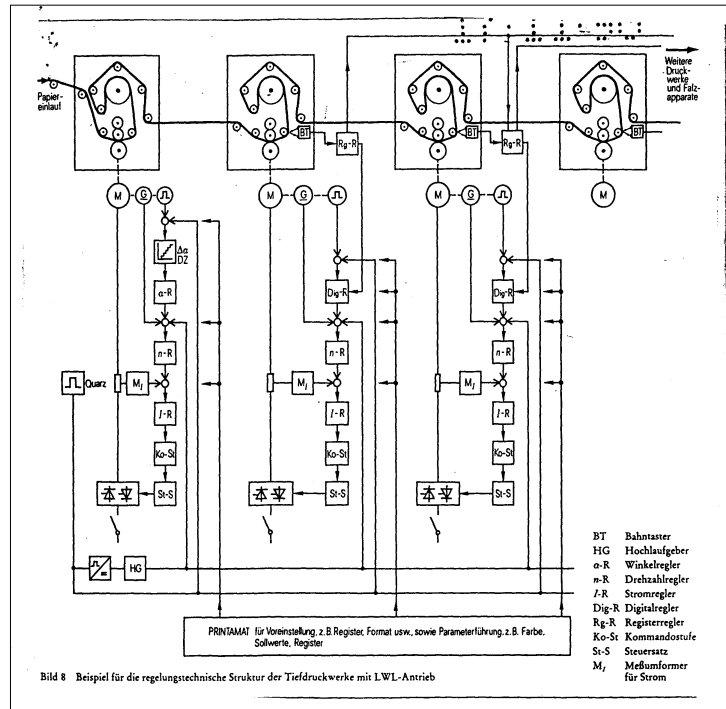 Papier-
einlauf
Weitere
Druck-
werke
und Falz-
apparate
BT
Rg-R
BT
Rg-R
BT
M
G
M
G
M
G
M
Δα
DZ
α-R
Dig-R
Dig-R
n-R
n-R
n-R
Quarz
M_I
M_I
M_I
I-R
I-R
I-R
Ko-St
Ko-St
Ko-St
St-S
St-S
St-S
HG
PRINTAMAT für Voreinstellung, z.B. Register, Format usw., sowie Parameterführung, z.B. Farbe,
Sollwerte, Register
BT Bahntaster
HG Hochlaufgeber
α-R Winkelregler
n-R Drehzahlregler
I-R Stromregler
Dig-R Digitalregler
Rg-R Registerregler
Ko-St Kommandostufe
St-S Steuersatz
M_I Meßumformer
für Strom
Bild 8 Beispiel für die regelungstechnische Struktur der Tiefdruckwerke mit LWL-Antrieb